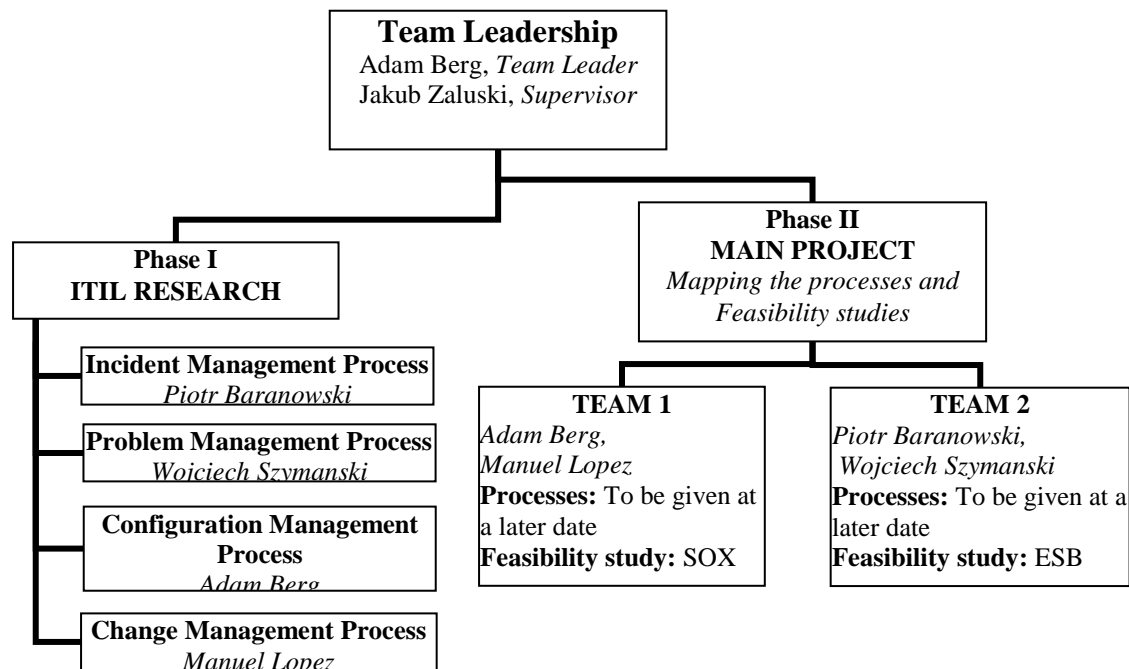 Team Leadership
Adam Berg, Team Leader
Jakub Zaluski, Supervisor
Phase I
ITIL RESEARCH
Incident Management Process
Piotr Baranowski
Problem Management Process
Wojciech Szymanski
Configuration Management
Process
Adam Berg
Change Management Process
Manuel Lopez
Phase II
MAIN PROJECT
Mapping the processes and
Feasibility studies
TEAM 1
Adam Berg,
Manuel Lopez
Processes: To be given at
a later date
Feasibility study: SOX
TEAM 2
Piotr Baranowski,
Wojciech Szymanski
Processes: To be given at a
later date
Feasibility study: ESB